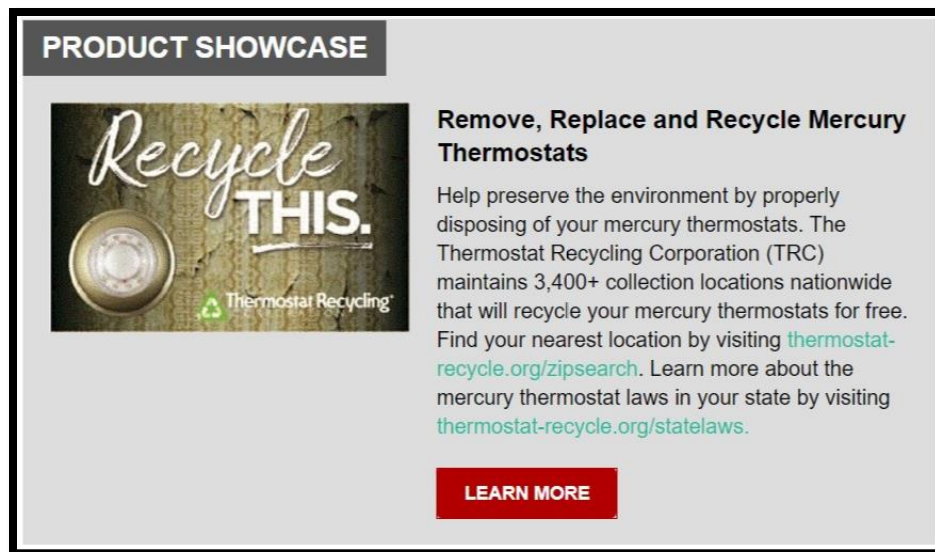 PRODUCT SHOWCASE
Recycle
THIS.
Thermostat Recycling
Remove, Replace and Recycle Mercury
Thermostats
Help preserve the environment by properly
disposing of your mercury thermostats. The
Thermostat Recycling Corporation (TRC)
maintains 3,400+ collection locations nationwide
that will recycle your mercury thermostats for free.
Find your nearest location by visiting thermostat-
recycle.org/zipsearch. Learn more about the
mercury thermostat laws in your state by visiting
thermostat-recycle.org/statelaws.
LEARN MORE